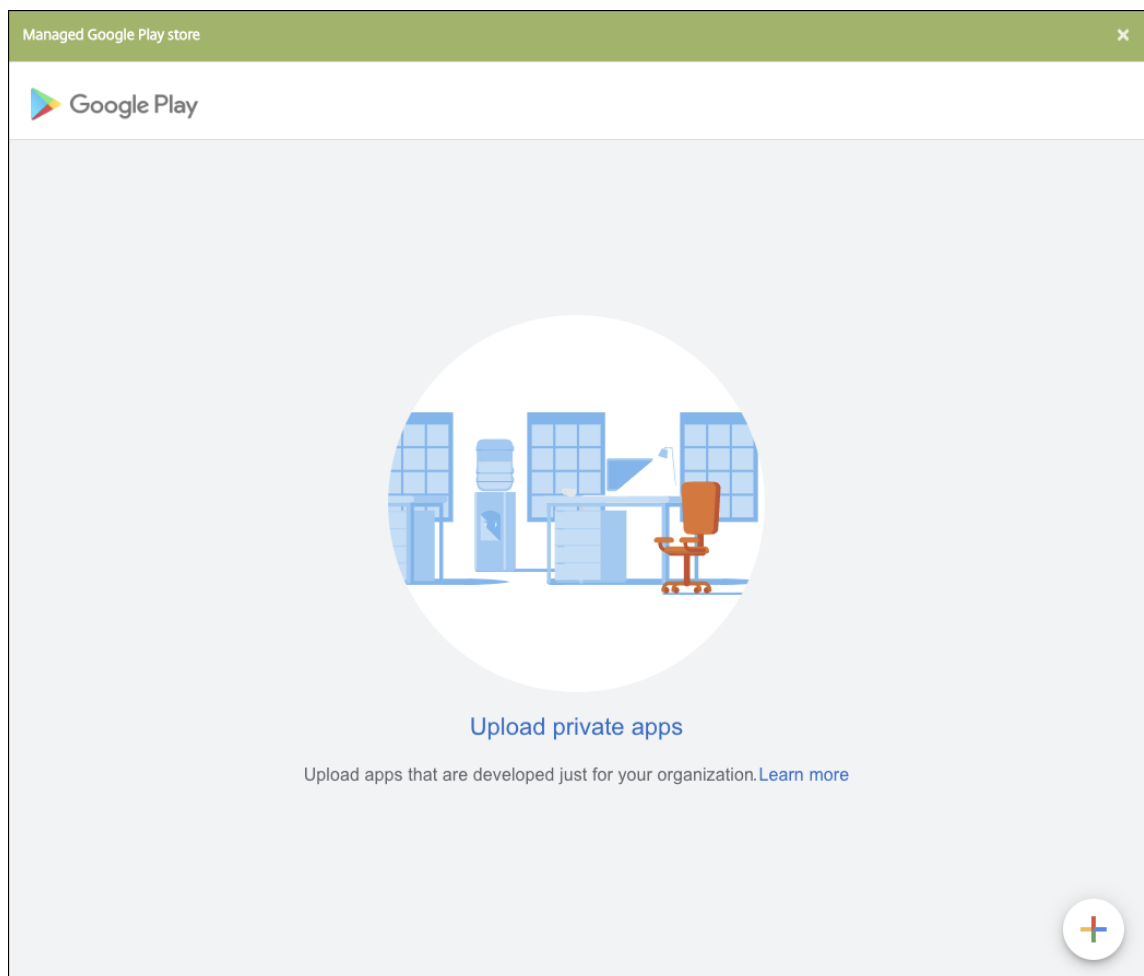 Managed Google Play store
Google Play
Upload private apps
Upload apps that are developed just for your organization. Learn more